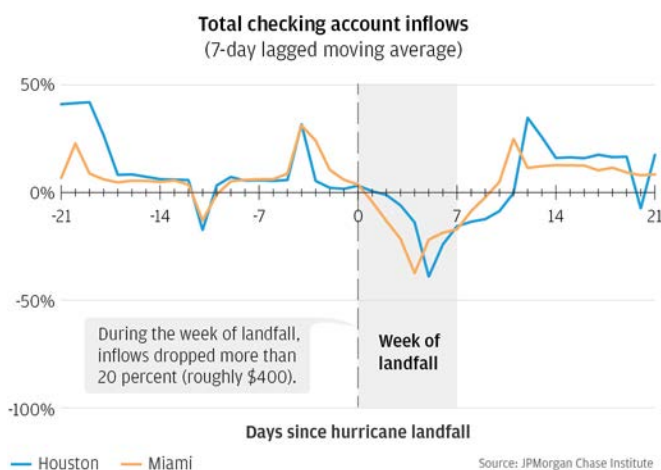 Total checking account inflows
(7-day lagged moving average)
50%
0%
-21
-14
-7
0
7
14
21
-50%
During the week of landfall,
inflows dropped more than
20 percent (roughly $400).
Week of
landfall
-100%
Days since hurricane landfall
Houston
Miami
Source: JPMorgan Chase Institute